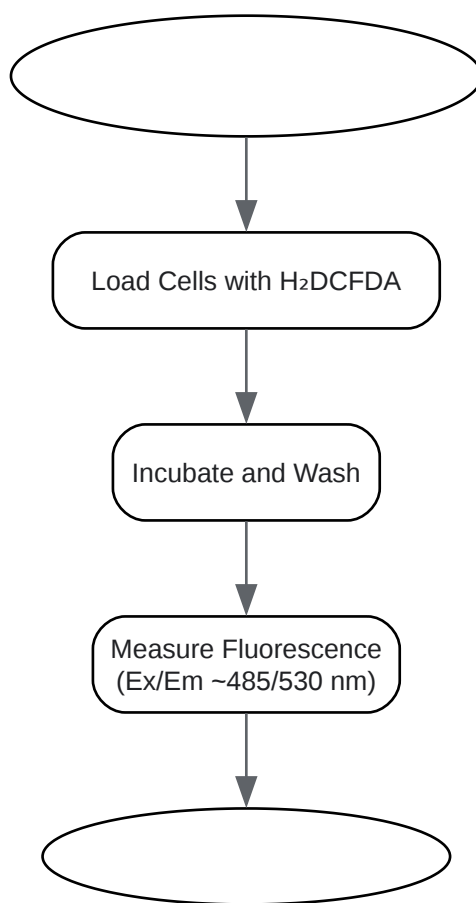 Load Cells with H₂DCFDA
Incubate and Wash
Measure Fluorescence
(Ex/Em ~485/530 nm)